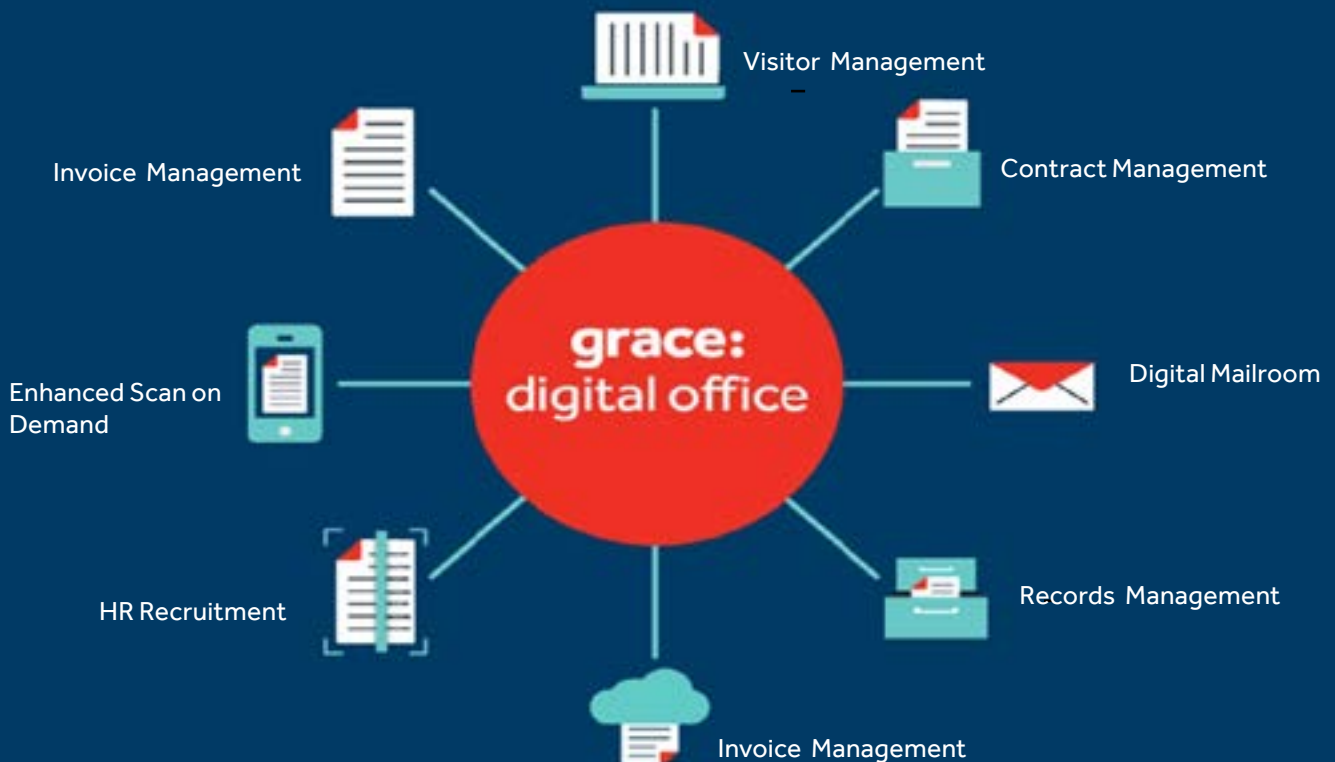 Visitor Management
Invoice Management
Contract Management
grace:
digital office
Digital Mailroom
Enhanced Scan on
Demand
HR Recruitment
Records Management
Invoice Management